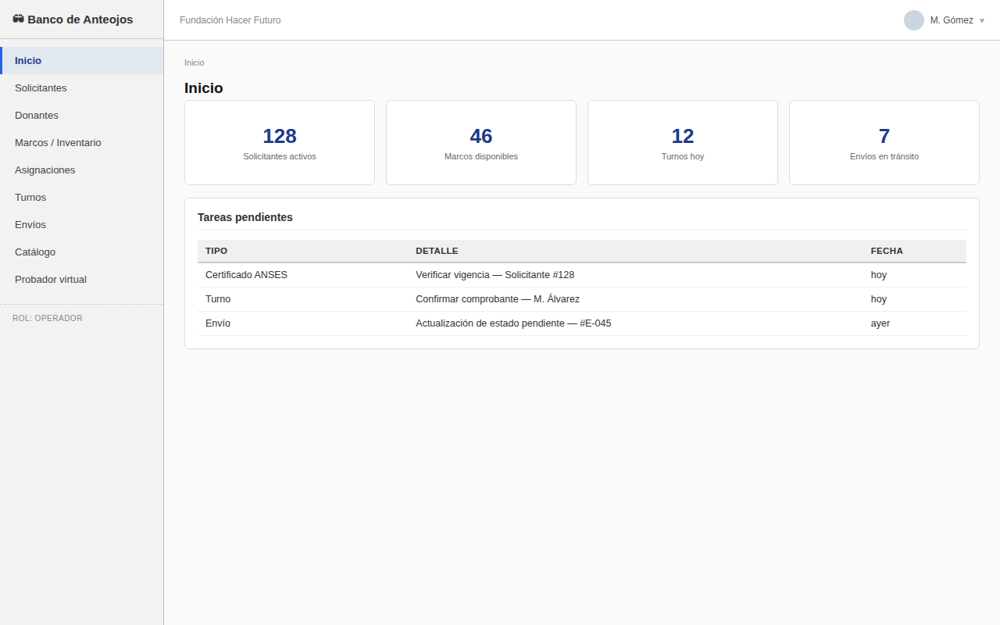 🕶 Banco de Anteojos
Fundación Hacer Futuro
M. Gómez ▾
Inicio
Solicitantes
Donantes
Marcos / Inventario
Asignaciones
Turnos
Envíos
Catálogo
Probador virtual
ROL: OPERADOR
Inicio
Inicio
128
Solicitantes activos
46
Marcos disponibles
12
Turnos hoy
7
Envíos en tránsito
Tareas pendientes
TIPO DETALLE FECHA
Certificado ANSES Verificar vigencia — Solicitante #128 hoy
Turno Confirmar comprobante — M. Álvarez hoy
Envío Actualización de estado pendiente — #E-045 ayer